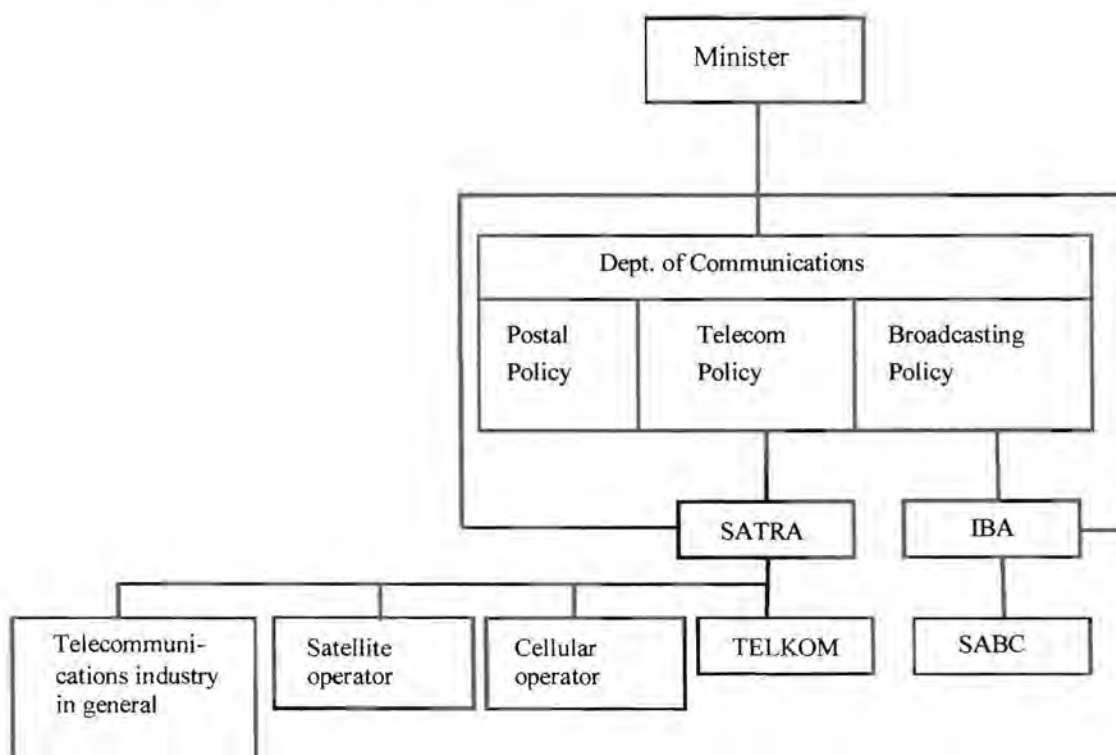 Minister
Dept. of Communications
Postal
Policy
Telecom
Policy
Broadcasting
Policy
SATRA
IBA
Telecommuni-
cations industry
in general
Satellite
operator
Cellular
operator
TELKOM
SABC